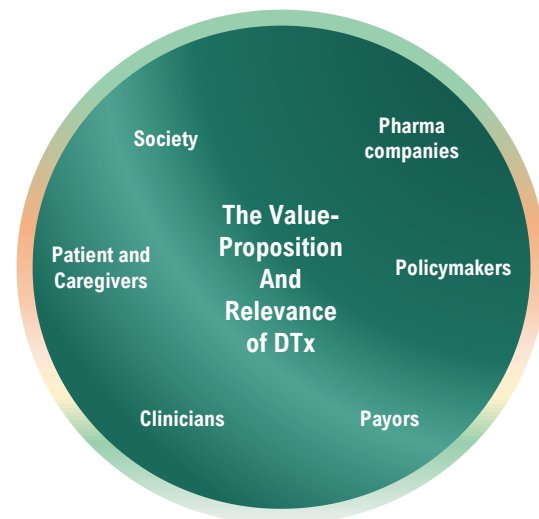 Society
Pharma
companies
The Value-
Proposition
And
Relevance
of DTx
Patient and
Caregivers
Policymakers
Clinicians
Payors